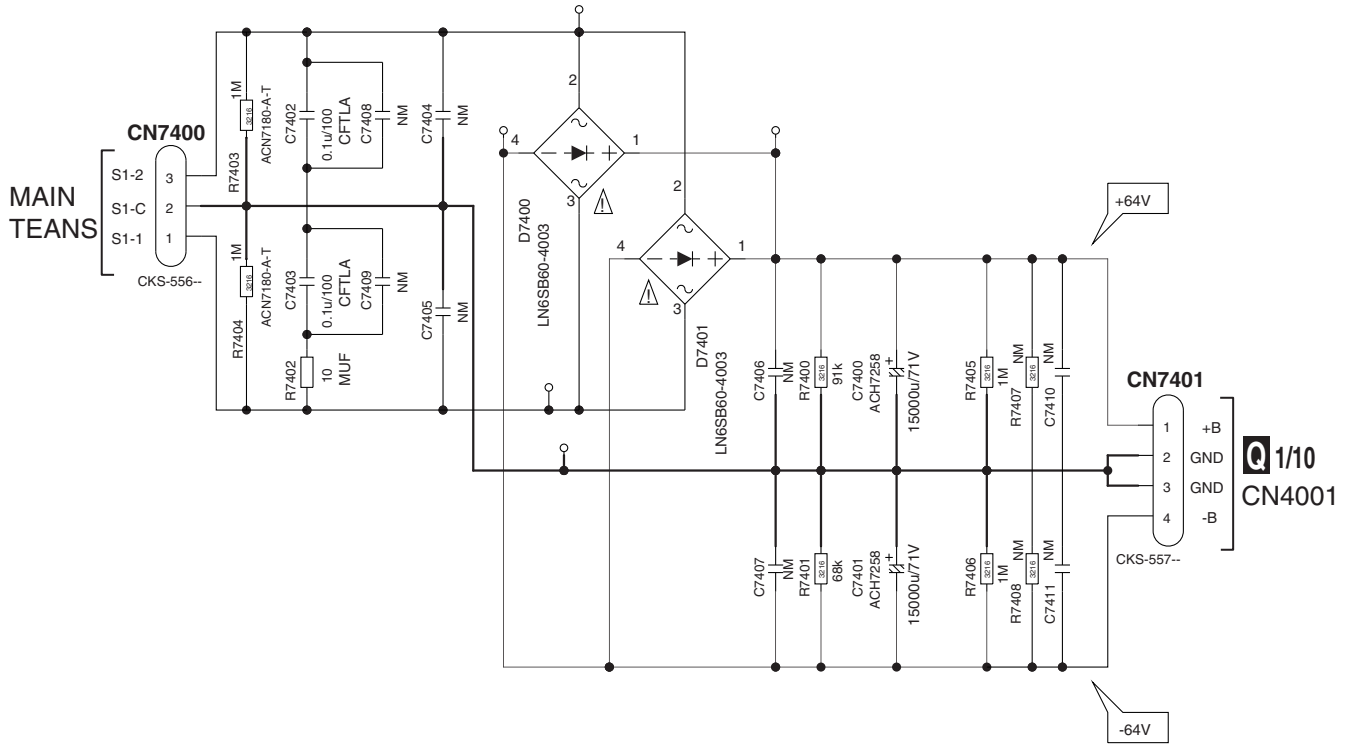 MAIN
TEANS
CN7400
S1-2
3
S1-C
2
S1-1
1
CKS-556--
1M
3216
ACN7180-A-T
R7403
1M
3216
ACN7180-A-T
R7404
C7402
0.1u/100
CFTLA
C7408
NM
C7403
0.1u/100
CFTLA
C7409
NM
R7402
10
MUF
C7404
NM
C7405
NM
2
4
1
3
D7400
LN6SB60-4003
2
4
1
3
D7401
LN6SB60-4003
C7406
NM
R7400
3216
91k
C7400
ACH7258
+
15000u/71V
R7405
3216
1M
R7407
3216
NM
C7410
NM
C7407
NM
R7401
3216
68k
C7401
ACH7258
+
15000u/71V
R7406
3216
1M
R7408
3216
NM
C7411
NM
+64V
-64V
CN7401
1
+B
2
GND
3
GND
4
-B
CKS-557--
Q 1/10
CN4001